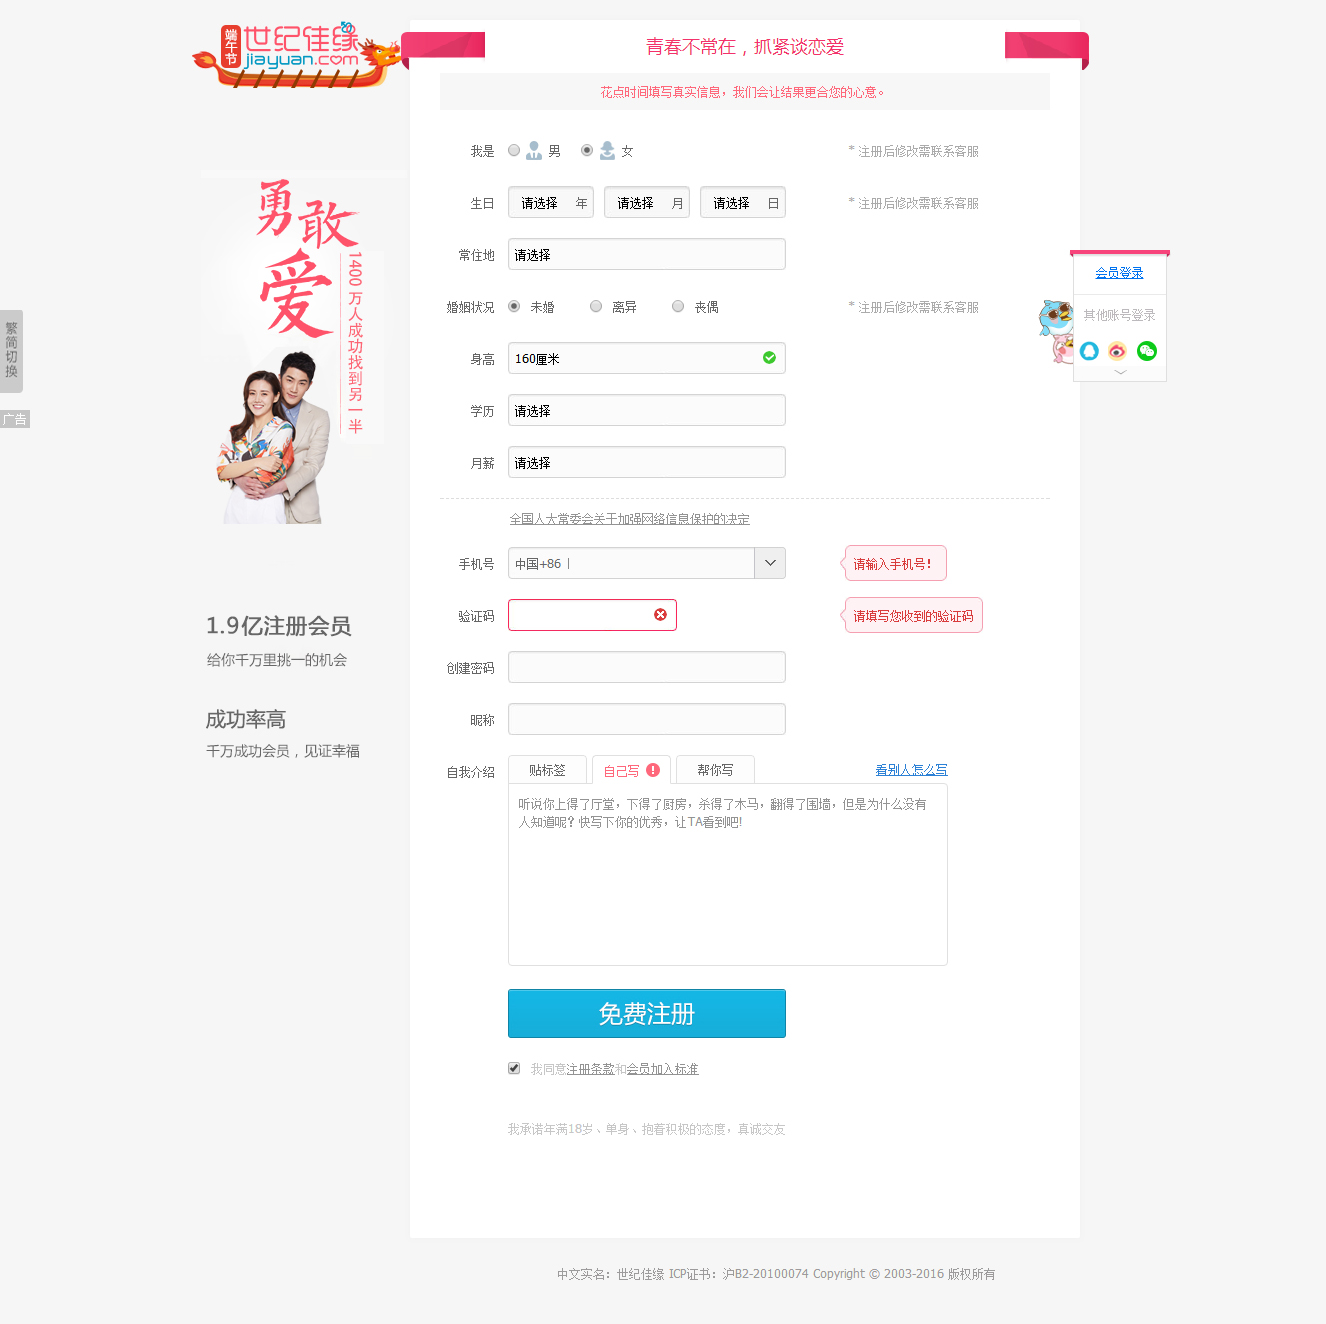 端午节
世纪佳缘
jiayuan.com
青春不常在，抓紧谈恋爱
花点时间填写真实信息，我们会让结果更合您的心意。
我是 男 女 * 注册后修改需联系客服
生日 请选择 年 请选择 月 请选择 日 * 注册后修改需联系客服
常住地 请选择
婚姻状况 未婚 离异 丧偶 * 注册后修改需联系客服
身高 160厘米
学历 请选择
月薪 请选择
全国人大常委会关于加强网络信息保护的决定
手机号 中国+86 请输入手机号!
验证码 请填写您收到的验证码
创建密码
昵称
自我介绍 贴标签 自己写 帮你写 看别人怎么写
听说你上得了厅堂，下得了厨房，杀得了木马，翻得了围墙，但是为什么没有
人知道呢？快写下你的优秀，让TA看到吧!
免费注册
我同意注册条款和会员加入标准
我承诺年满18岁、单身、抱着积极的态度，真诚交友
勇敢爱
1400万人成功找到另一半
1.9亿注册会员
给你千万里挑一的机会
成功率高
千万成功会员，见证幸福
繁简切换
广告
会员登录
其他账号登录
中文实名：世纪佳缘 ICP证书：沪B2-20100074 Copyright © 2003-2016 版权所有